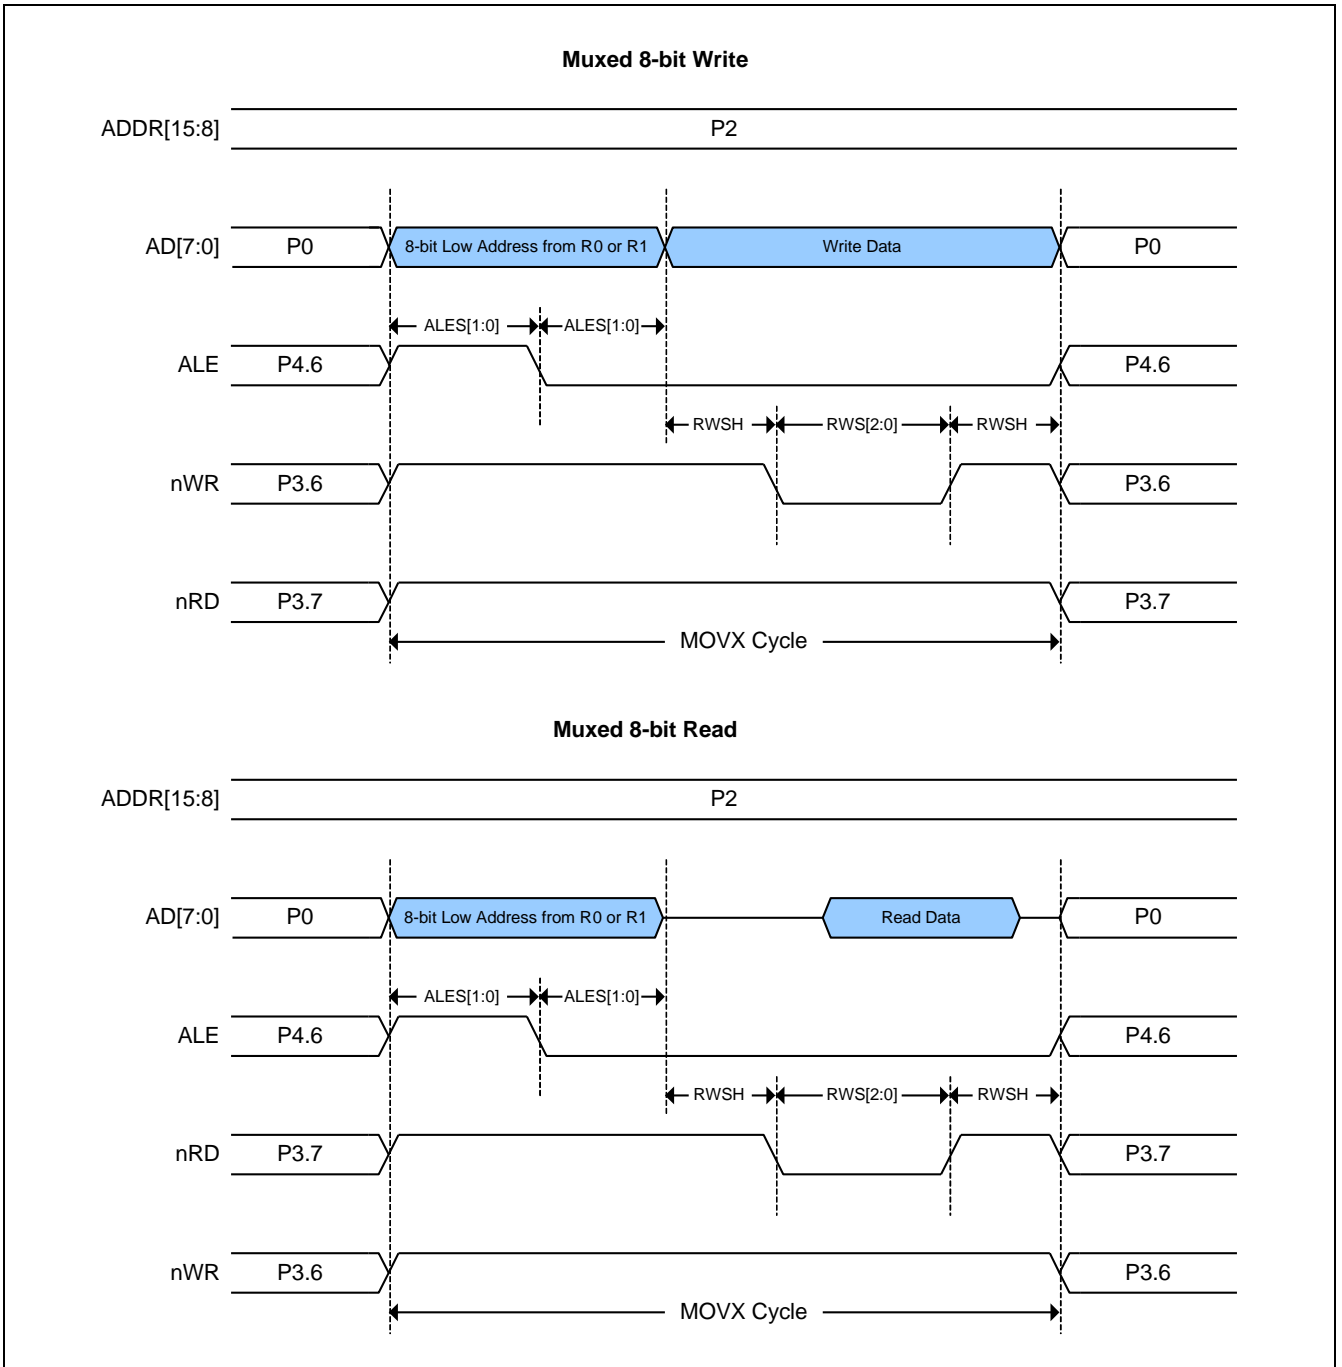 Muxed 8-bit Write
ADDR[15:8] P2
AD[7:0] P0 8-bit Low Address from R0 or R1 Write Data P0
ALES[1:0] ALES[1:0]
ALE P4.6 P4.6
RWSH RWS[2:0] RWSH
nWR P3.6 P3.6
nRD P3.7 P3.7
MOVX Cycle
Muxed 8-bit Read
ADDR[15:8] P2
AD[7:0] P0 8-bit Low Address from R0 or R1 Read Data P0
ALES[1:0] ALES[1:0]
ALE P4.6 P4.6
RWSH RWS[2:0] RWSH
nRD P3.7 P3.7
nWR P3.6 P3.6
MOVX Cycle